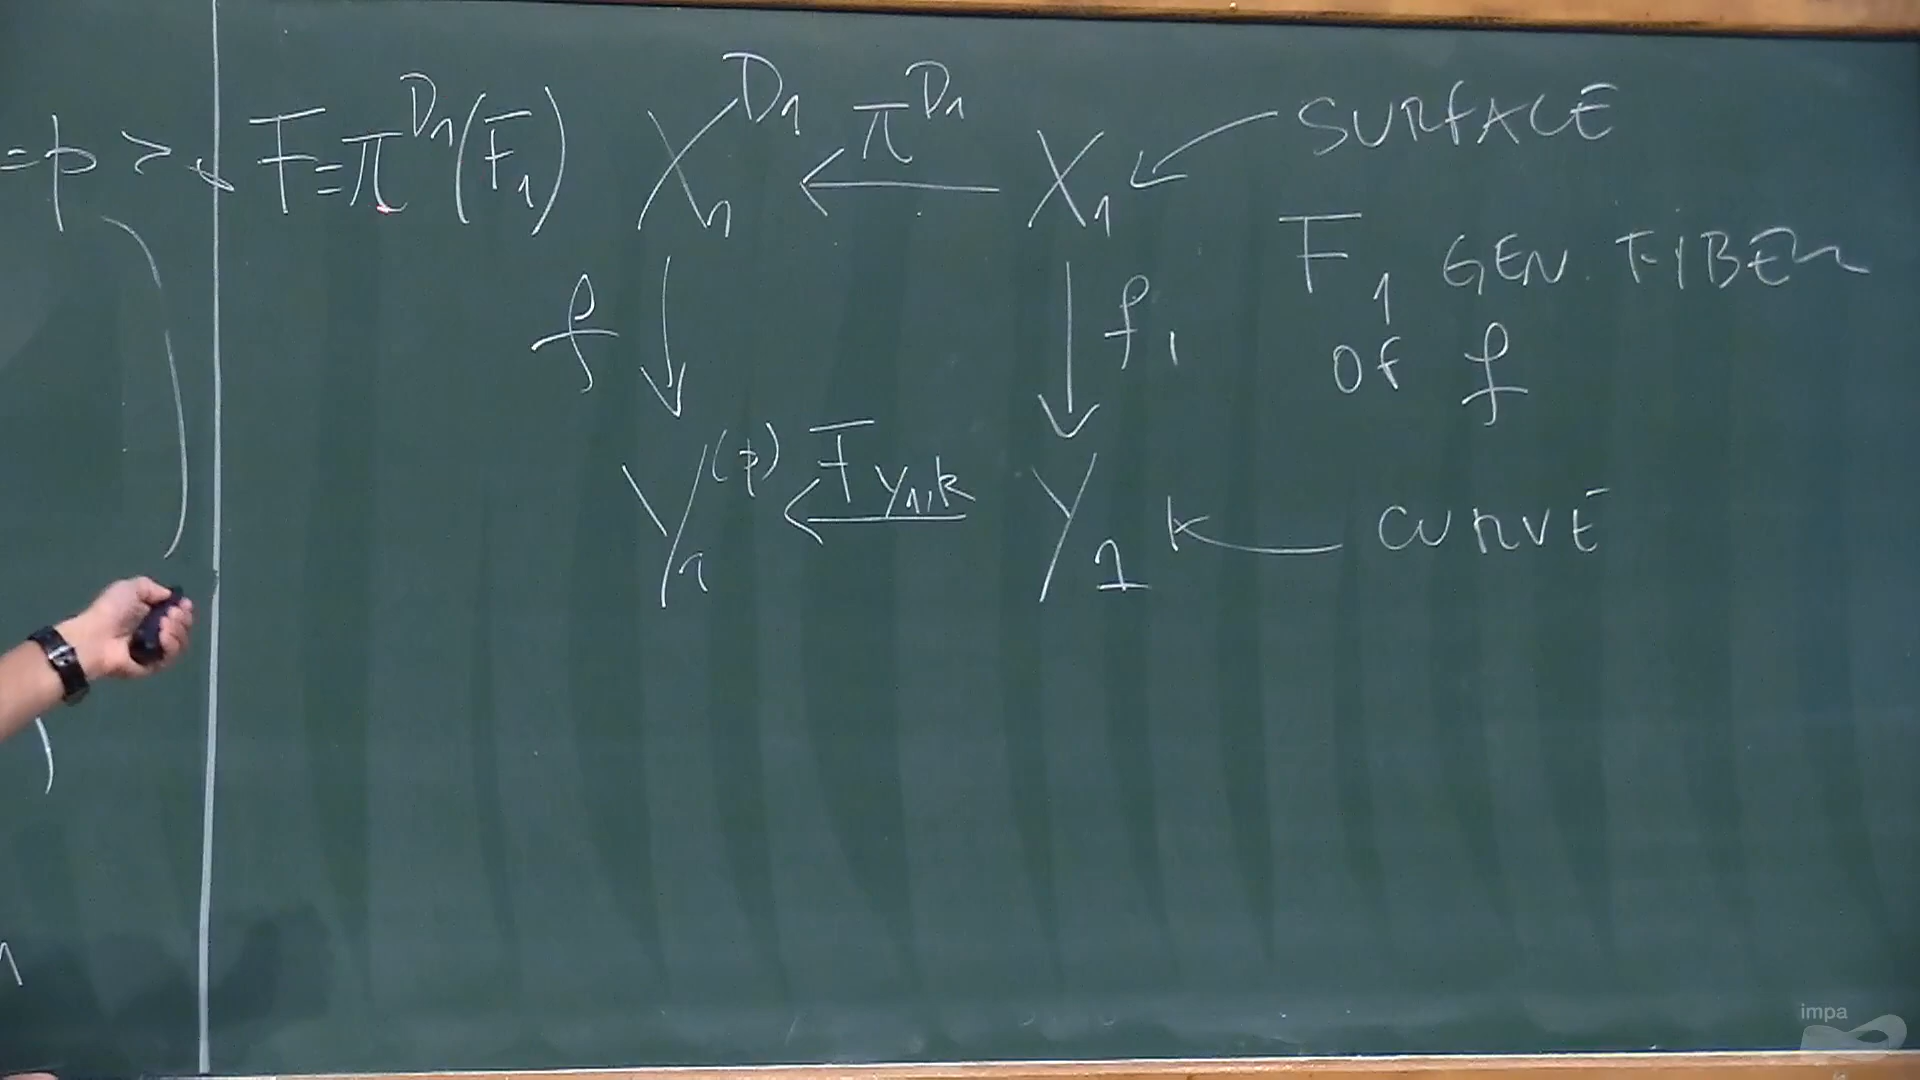 =p >
F=π^{D_1}(F_1) X_1^{D_1} π^{D_1} X_1 SURFACE
F_1 GEN. FIBER
f f_1 OF f
Y_1^{(p)} F_{Y_1,k} Y_1 CURVE
impa